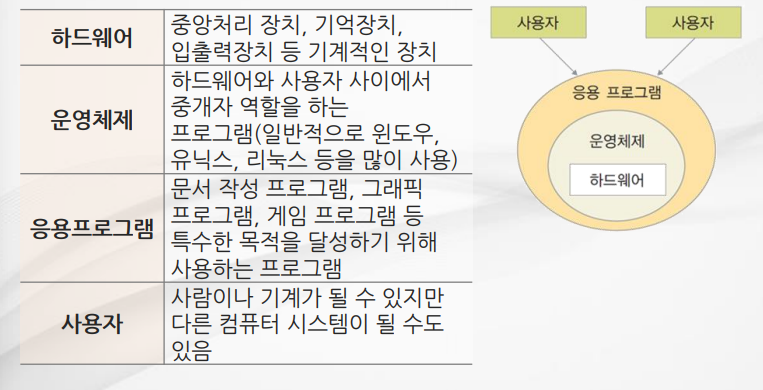 하드웨어
중앙처리 장치, 기억장치,
입출력장치 등 기계적인 장치
운영체제
하드웨어와 사용자 사이에서
중개자 역할을 하는
프로그램(일반적으로 윈도우,
유닉스, 리눅스 등을 많이 사용)
응용프로그램
문서 작성 프로그램, 그래픽
프로그램, 게임 프로그램 등
특수한 목적을 달성하기 위해
사용하는 프로그램
사용자
사람이나 기계가 될 수 있지만
다른 컴퓨터 시스템이 될 수도
있음
사용자
사용자
응용 프로그램
운영체제
하드웨어